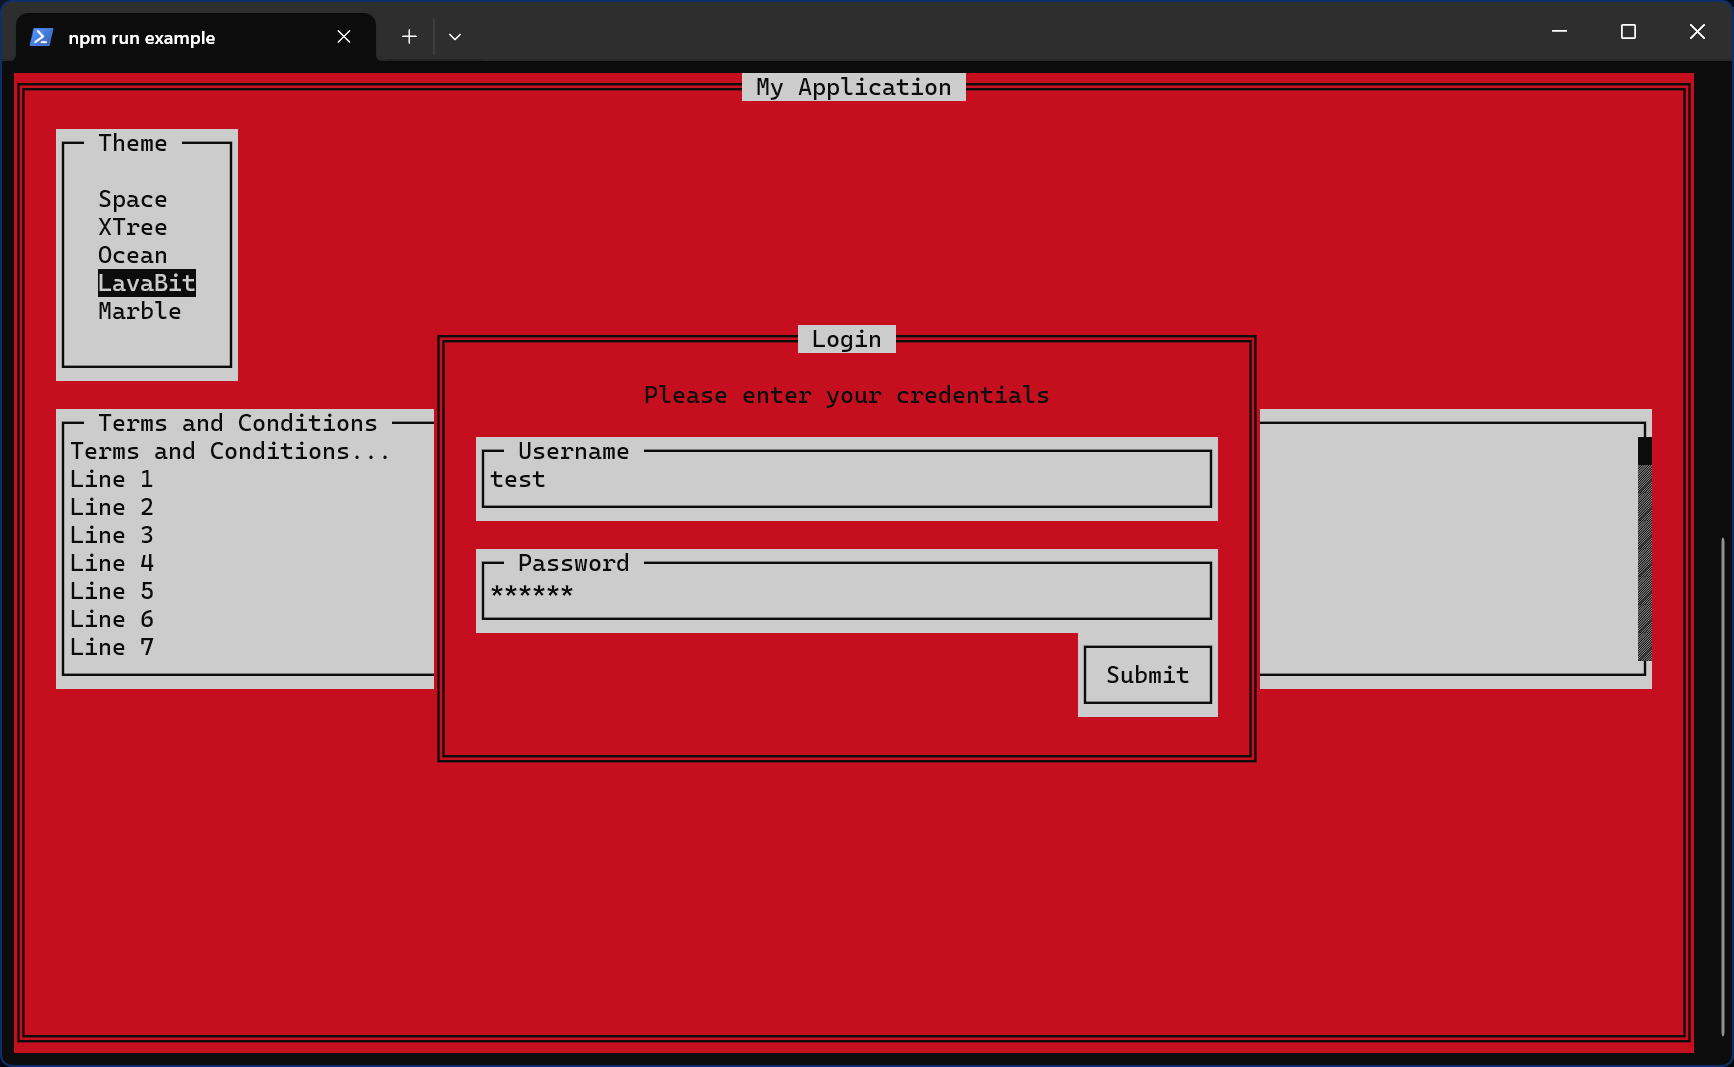 npm run example
My Application
Theme
Space
XTree
Ocean
LavaBit
Marble
Terms and Conditions
Terms and Conditions...
Line 1
Line 2
Line 3
Line 4
Line 5
Line 6
Line 7
Login
Please enter your credentials
Username
test
Password
******
Submit